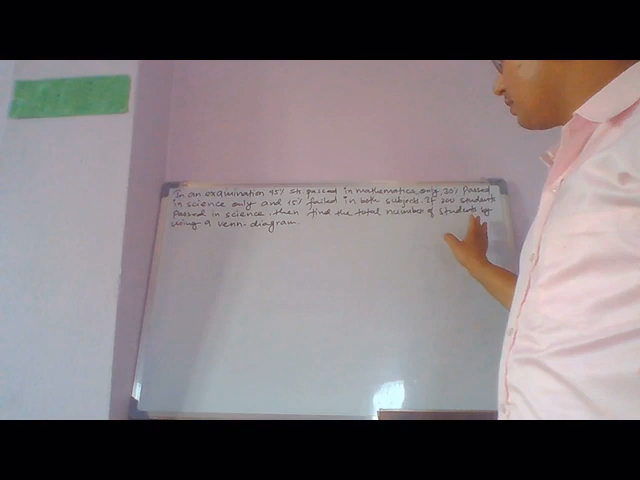 In an examination 45% st. passed in mathematics only, 30% Passed
in science only and 15% failed in both subjects. If 200 students
passed in science. then find the total number of students by
using a venn-diagram.